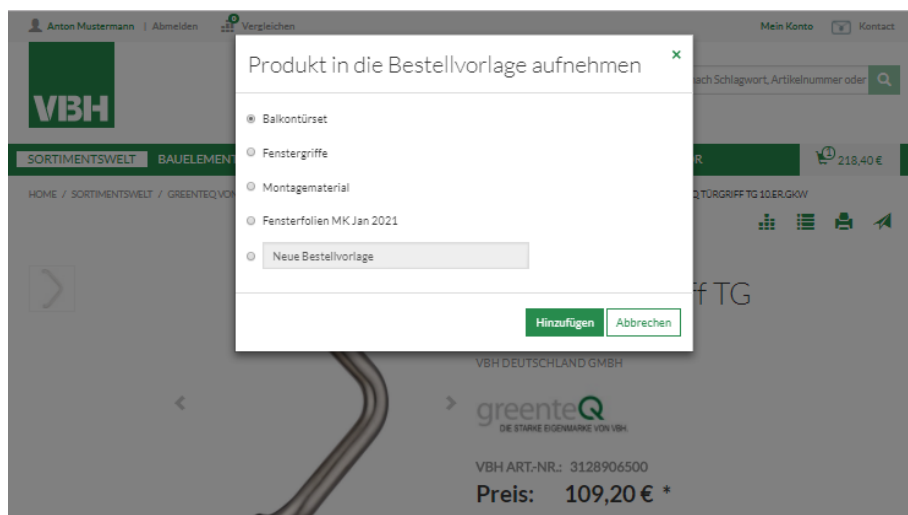 Anton Mustermann | Abmelden 0 Vergleichen Mein Konto Kontact
Produkt in die Bestellvorlage aufnehmen ×
nach Schlagwort, Artikelnummer oder
VBH
Balkontürset
Fenstergriffe
SORTIMENTSWELT BAUELEMENT R 1 218,40 €
Montagematerial
HOME / SORTIMENTSWELT / GREENTEQ VON Q TÜRGRIFF TG 10.ER.GKW
Fensterfolien MK Jan 2021
Neue Bestellvorlage
ff TG
Hinzufügen Abbrechen
VBH DEUTSCHLAND GMBH
greenteQ
DIE STARKE EIGENMARKE VON VBH
VBH ART.-NR.: 3128906500
Preis: 109,20 € *